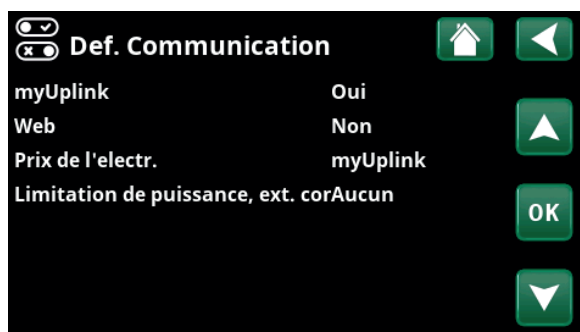 Def. Communication
myUplink Oui
Web Non
Prix de l'electr. myUplink
Limitation de puissance, ext. corAucun
OK